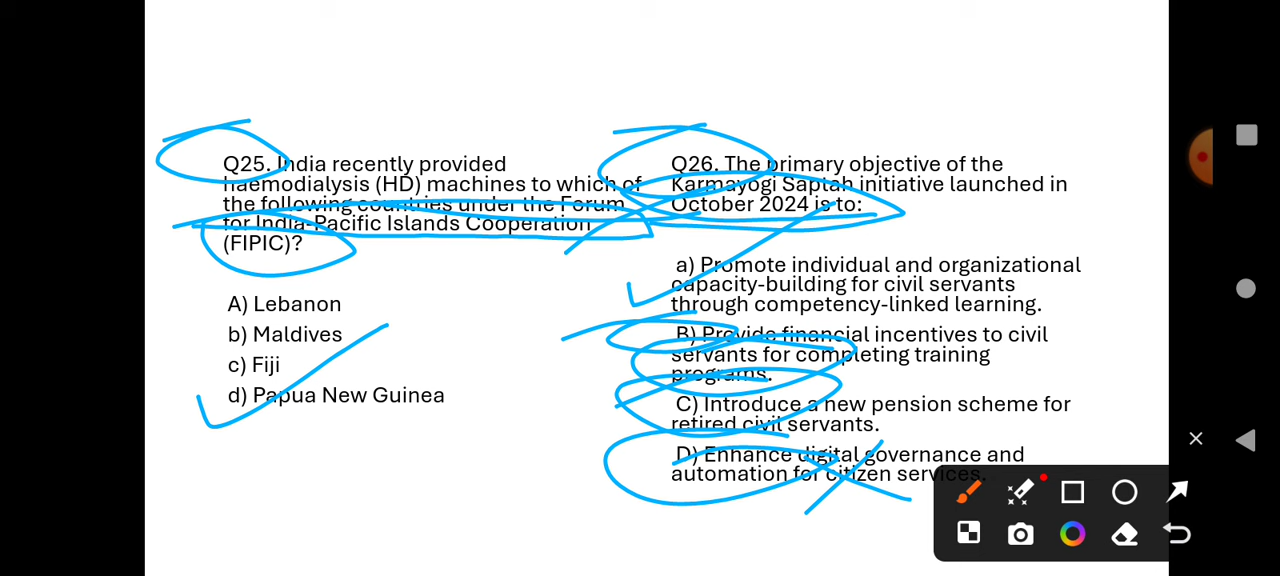 Q25. India recently provided
haemodialysis (HD) machines to which of
the following countries under the Forum
for India-Pacific Islands Cooperation
(FIPIC)?
A) Lebanon
b) Maldives
c) Fiji
d) Papua New Guinea
Q26. The primary objective of the
Karmayogi Saptah initiative launched in
October 2024 is to:
a) Promote individual and organizational
capacity-building for civil servants
through competency-linked learning.
B) Provide financial incentives to civil
servants for completing training
programs.
C) Introduce a new pension scheme for
retired civil servants.
D) Enhance digital governance and
automation for citizen services.